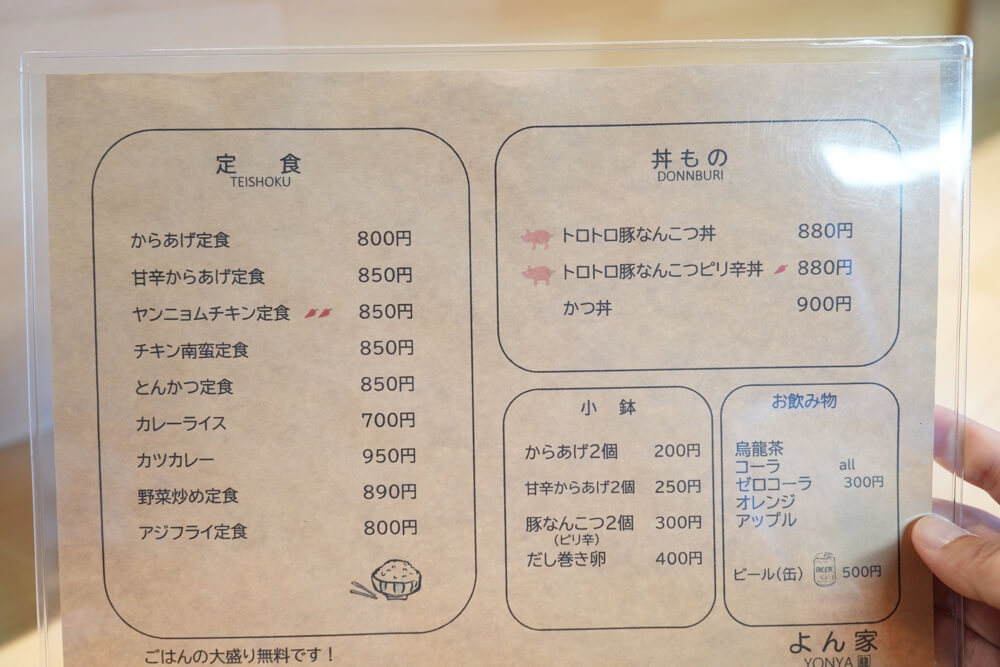 定 食
TEISHOKU
からあげ定食 800円
甘辛からあげ定食 850円
ヤンニョムチキン定食 850円
チキン南蛮定食 850円
とんかつ定食 850円
カレーライス 700円
カツカレー 950円
野菜炒め定食 890円
アジフライ定食 800円
ごはんの大盛り無料です！
丼もの
DONNBURI
トロトロ豚なんこつ丼 880円
トロトロ豚なんこつピリ辛丼 880円
かつ丼 900円
小 鉢
からあげ2個 200円
甘辛からあげ2個 250円
豚なんこつ2個 300円
(ピリ辛)
だし巻き卵 400円
お飲み物
烏龍茶
コーラ all
ゼロコーラ 300円
オレンジ
アップル
ビール(缶) BEER 500円
よん家
YONYA